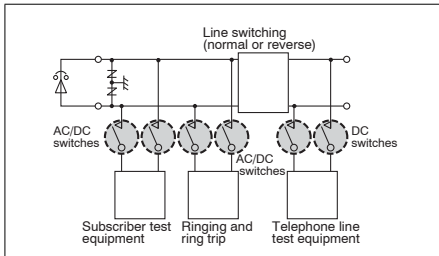 Line switching
(normal or reverse)
AC/DC
switches
DC
switches
AC/DC
switches
Subscriber test
equipment
Ringing and
ring trip
Telephone line
test equipment